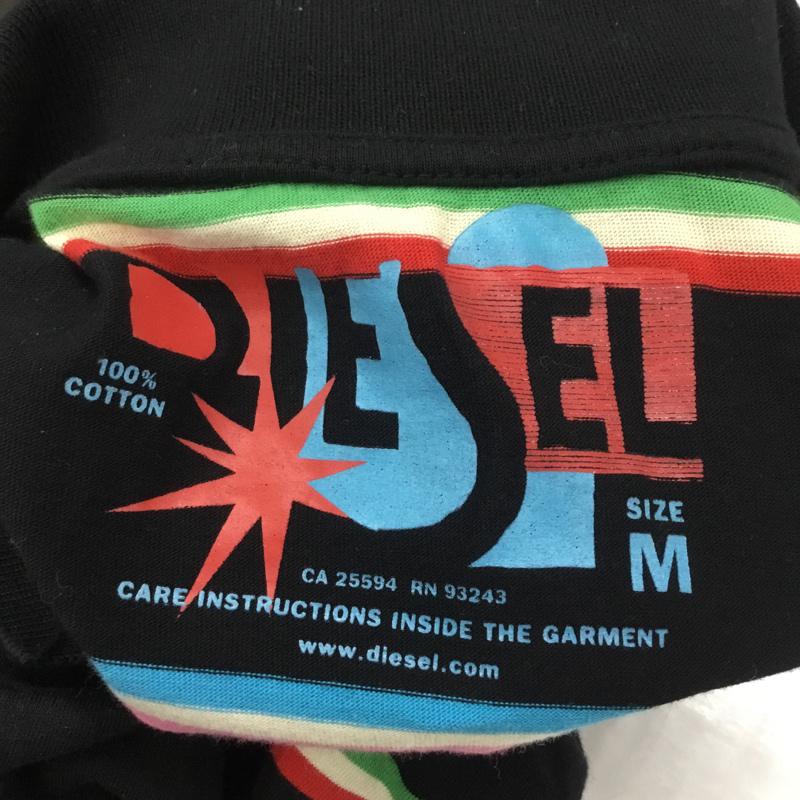 DIESEL
100%
COTTON
SIZE
M
CA 25594 RN 93243
CARE INSTRUCTIONS INSIDE THE GARMENT
www.diesel.com